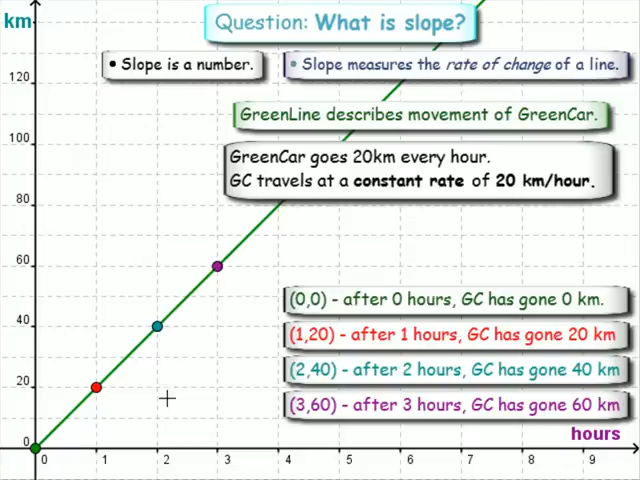 km
Question: What is slope?
• Slope is a number.
• Slope measures the rate of change of a line.
GreenLine describes movement of GreenCar.
GreenCar goes 20km every hour.
GC travels at a constant rate of 20 km/hour.
(0,0) - after 0 hours, GC has gone 0 km.
(1,20) - after 1 hours, GC has gone 20 km
(2,40) - after 2 hours, GC has gone 40 km
(3,60) - after 3 hours, GC has gone 60 km
hours
120
100
80
60
40
20
0
0 1 2 3 4 5 6 7 8 9